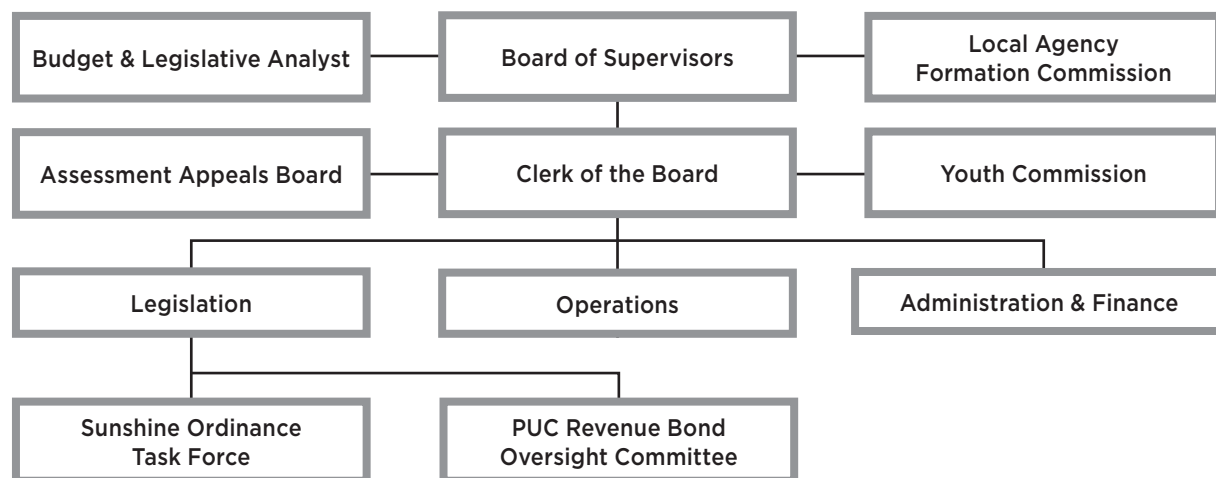 Budget & Legislative Analyst
Board of Supervisors
Local Agency
Formation Commission
Assessment Appeals Board
Clerk of the Board
Youth Commission
Legislation
Operations
Administration & Finance
Sunshine Ordinance
Task Force
PUC Revenue Bond
Oversight Committee